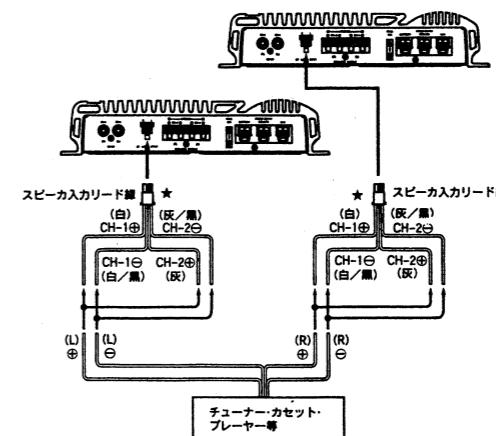 スピーカ入力リード線 ★
(白) (灰／黒)
CH-1⊕ CH-2⊖
CH-1⊖ CH-2⊕
(白／黒) (灰)
(L) (L)
⊕ ⊖
★ スピーカ入力リード
(白) (灰／黒)
CH-1⊕ CH-2⊖
CH-1⊖ CH-2⊕
(白／黒) (灰)
(R) (R)
⊕ ⊖
チューナー・カセット・
プレーヤー等